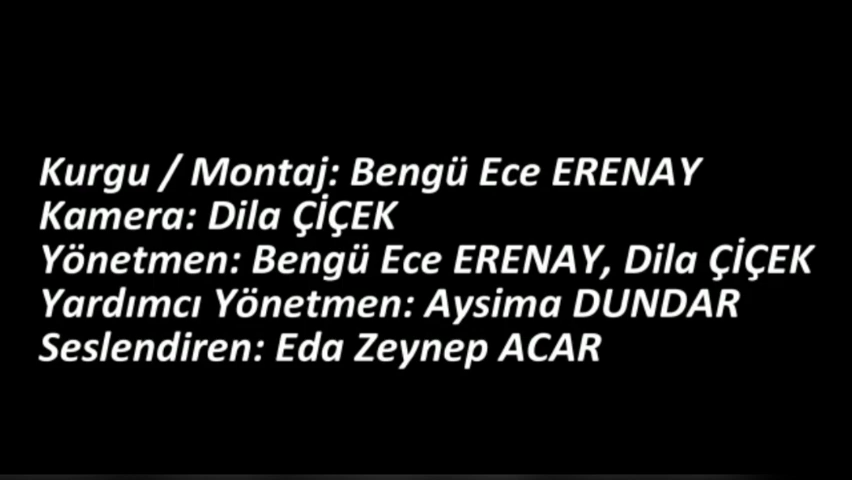 Kurgu / Montaj: Bengü Ece ERENAY
Kamera: Dila ÇİÇEK
Yönetmen: Bengü Ece ERENAY, Dila ÇİÇEK
Yardımcı Yönetmen: Aysima DUNDAR
Seslendiren: Eda Zeynep ACAR